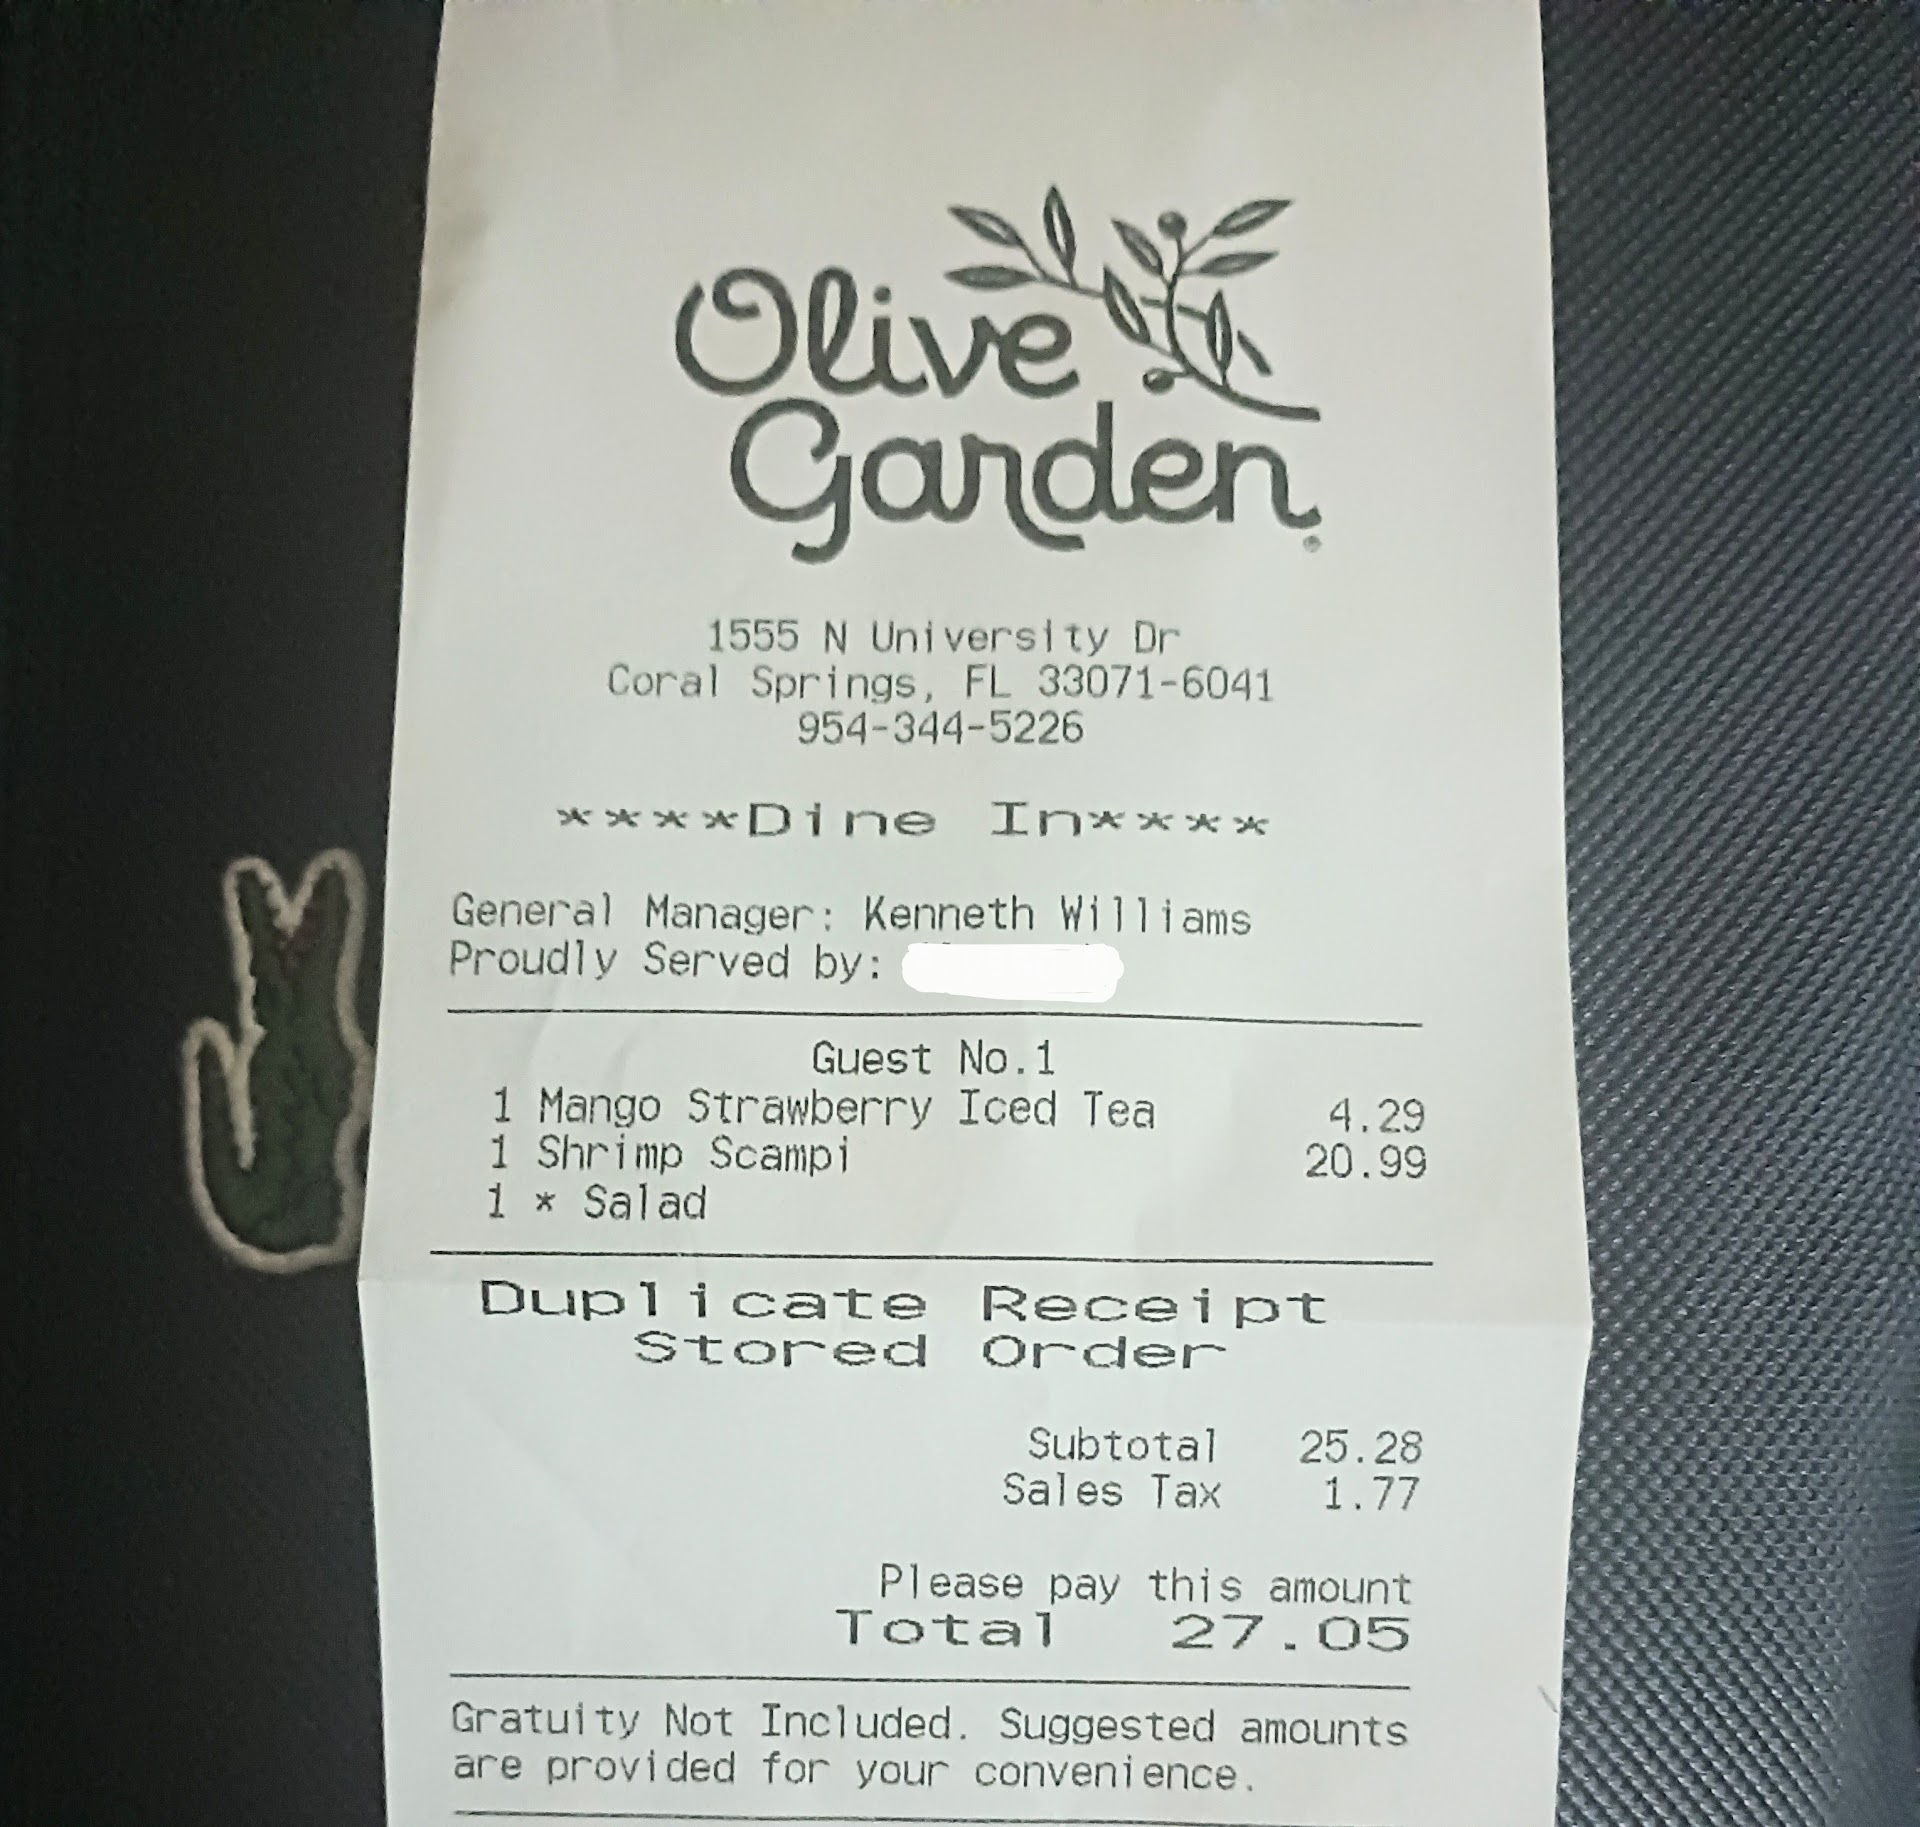 Olive
Garden
1555 N University Dr
Coral Springs, FL 33071-6041
954-344-5226
****Dine In****
General Manager: Kenneth Williams
Proudly Served by:
Guest No.1
1 Mango Strawberry Iced Tea 4.29
1 Shrimp Scampi 20.99
1 * Salad
Duplicate Receipt
Stored Order
Subtotal 25.28
Sales Tax 1.77
Please pay this amount
Total 27.05
Gratuity Not Included. Suggested amounts
are provided for your convenience.